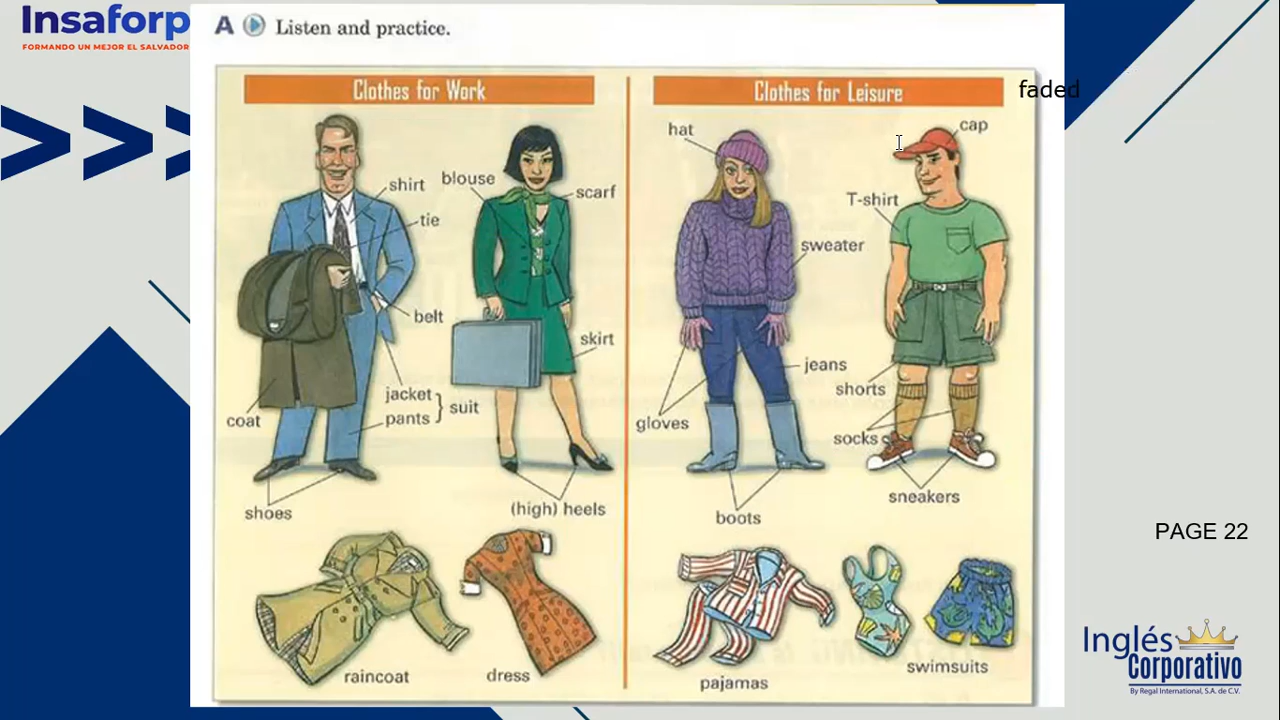 Insaforp
FORMANDO UN MEJOR EL SALVADOR
A Listen and practice.
Clothes for Work
shirt
tie
belt
jacket
pants
suit
coat
shoes
blouse
scarf
skirt
(high) heels
raincoat
dress
Clothes for Leisure
hat
sweater
jeans
gloves
boots
cap
T-shirt
shorts
socks
sneakers
pajamas
swimsuits
faded
PAGE 22
Inglés
Corporativo
By Regal International, S.A. de C.V.